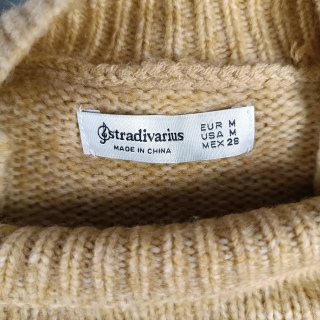 stradivarius
MADE IN CHINA
EUR M
USA M
MEX 28